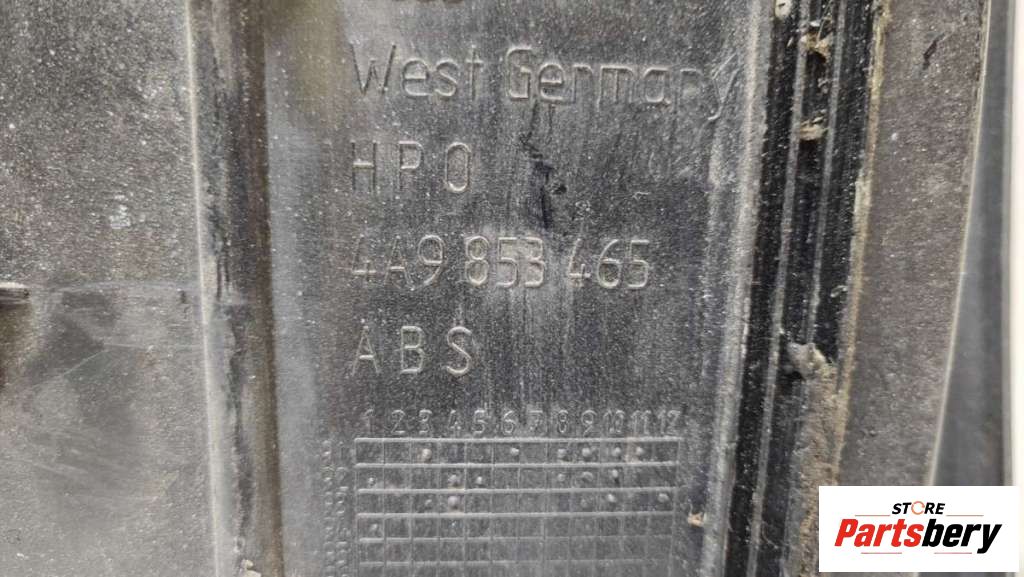 West Germany
HPO
4A9 853 465
ABS
1 2 3 4 5 6 7 8 9 10 11 12
STORE
Partsbery